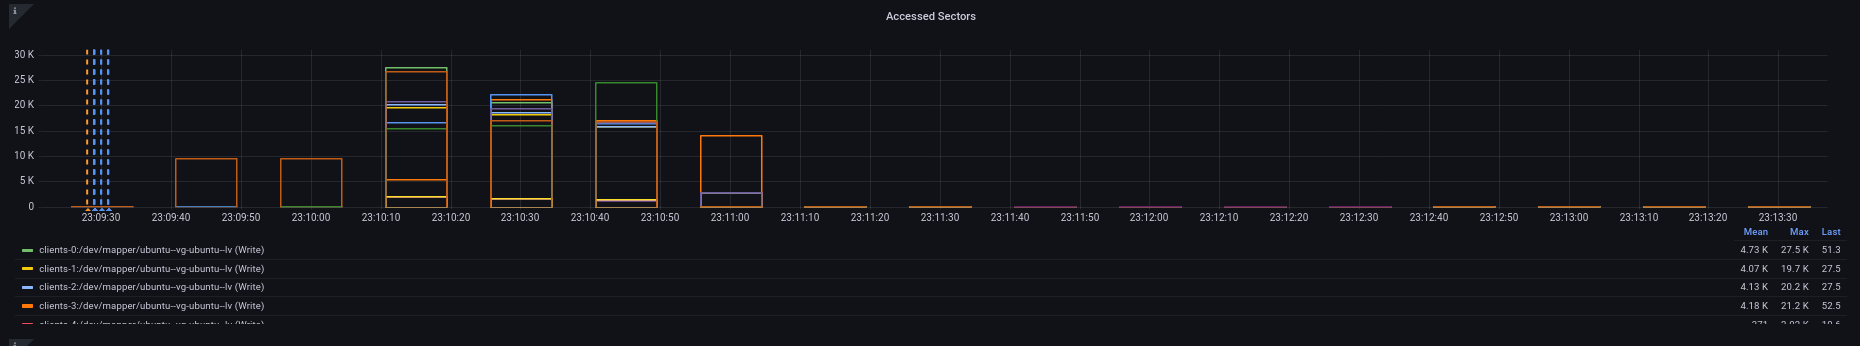 Accessed Sectors
30 K
25 K
20 K
15 K
10 K
5 K
0
23:09:30 23:09:40 23:09:50 23:10:00 23:10:10 23:10:20 23:10:30 23:10:40 23:10:50 23:11:00 23:11:10 23:11:20 23:11:30 23:11:40 23:11:50 23:12:00 23:12:10 23:12:20 23:12:30 23:12:40 23:12:50 23:13:00 23:13:10 23:13:20 23:13:30
Mean Max Last
clients-0:/dev/mapper/ubuntu--vg-ubuntu--lv (Write) 4.73 K 27.5 K 51.3
clients-1:/dev/mapper/ubuntu--vg-ubuntu--lv (Write) 4.07 K 19.7 K 27.5
clients-2:/dev/mapper/ubuntu--vg-ubuntu--lv (Write) 4.13 K 20.2 K 27.5
clients-3:/dev/mapper/ubuntu--vg-ubuntu--lv (Write) 4.18 K 21.2 K 52.5